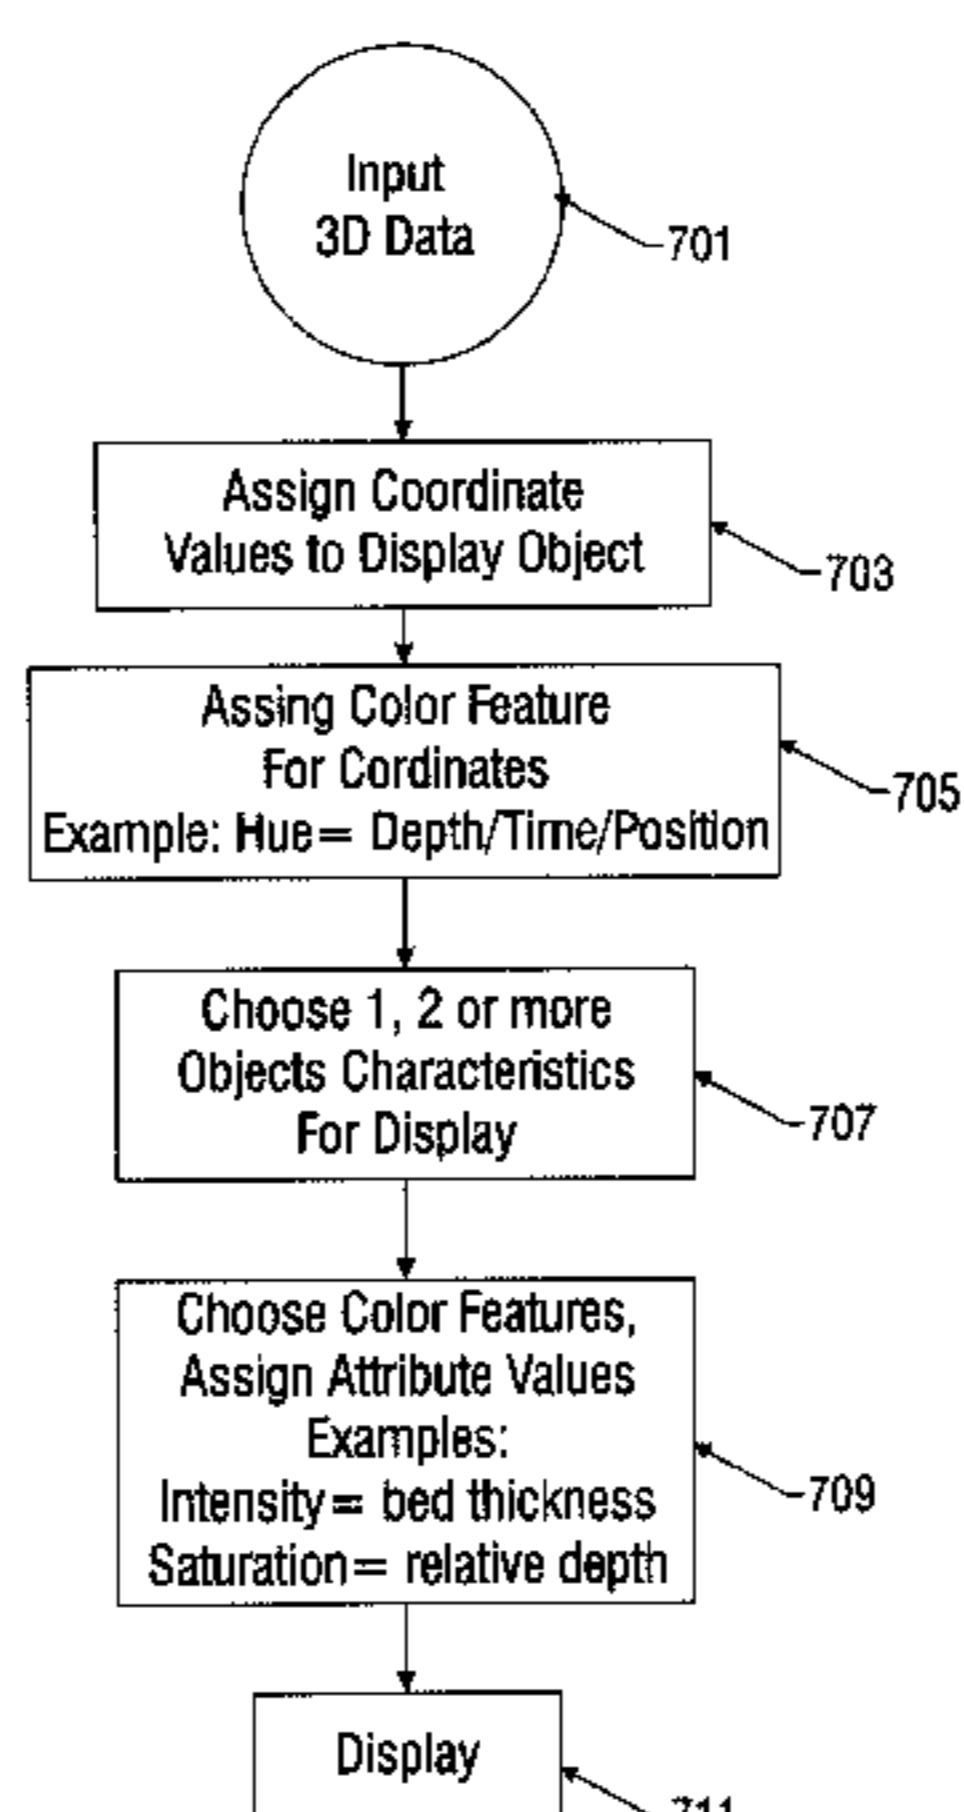 Input
3D Data
701
Assign Coordinate
Values to Display Object
703
Assing Color Feature
For Cordinates
Example: Hue= Depth/Time/Position
705
Choose 1, 2 or more
Objects Characteristics
For Display
707
Choose Color Features,
Assign Attribute Values
Examples:
Intensity= bed thickness
Saturation= relative depth
709
Display
711